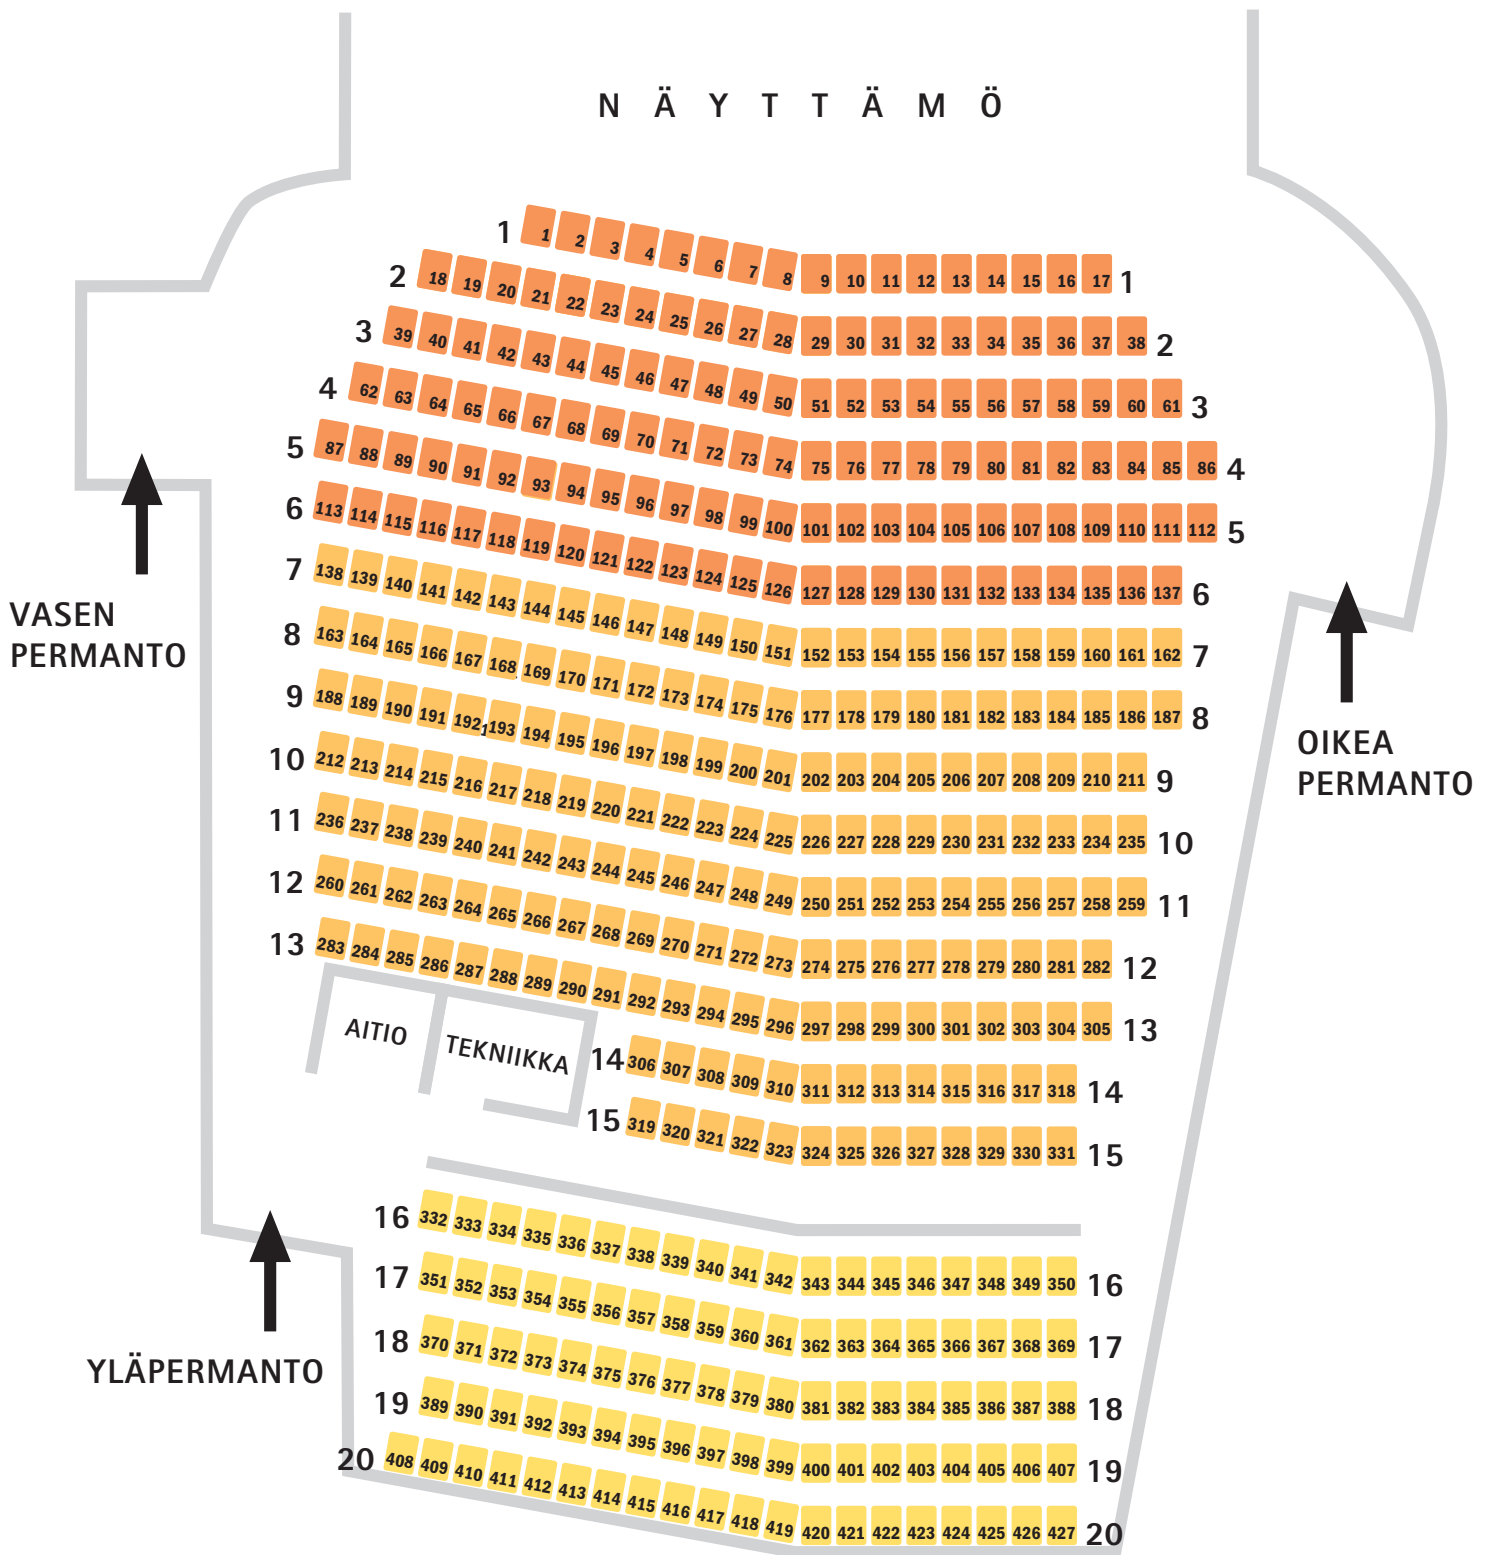 NÄYTTÄMÖ
1 1 2 3 4 5 6 7 8 9 10 11 12 13 14 15 16 17 1
2 18 19 20 21 22 23 24 25 26 27 28 29 30 31 32 33 34 35 36 37 38 2
3 39 40 41 42 43 44 45 46 47 48 49 50 51 52 53 54 55 56 57 58 59 60 61 3
4 62 63 64 65 66 67 68 69 70 71 72 73 74 75 76 77 78 79 80 81 82 83 84 85 86 4
5 87 88 89 90 91 92 93 94 95 96 97 98 99 100 101 102 103 104 105 106 107 108 109 110 111 112 5
6 113 114 115 116 117 118 119 120 121 122 123 124 125 126 127 128 129 130 131 132 133 134 135 136 137 6
7 138 139 140 141 142 143 144 145 146 147 148 149 150 151 152 153 154 155 156 157 158 159 160 161 162 7
8 163 164 165 166 167 168 169 170 171 172 173 174 175 176 177 178 179 180 181 182 183 184 185 186 187 8
9 188 189 190 191 192 193 194 195 196 197 198 199 200 201 202 203 204 205 206 207 208 209 210 211 9
10 212 213 214 215 216 217 218 219 220 221 222 223 224 225 226 227 228 229 230 231 232 233 234 235 10
11 236 237 238 239 240 241 242 243 244 245 246 247 248 249 250 251 252 253 254 255 256 257 258 259 11
12 260 261 262 263 264 265 266 267 268 269 270 271 272 273 274 275 276 277 278 279 280 281 282 12
13 283 284 285 286 287 288 289 290 291 292 293 294 295 296 297 298 299 300 301 302 303 304 305 13
AITIO
TEKNIIKKA
14 306 307 308 309 310 311 312 313 314 315 316 317 318 14
15 319 320 321 322 323 324 325 326 327 328 329 330 331 15
16 332 333 334 335 336 337 338 339 340 341 342 343 344 345 346 347 348 349 350 16
17 351 352 353 354 355 356 357 358 359 360 361 362 363 364 365 366 367 368 369 17
18 370 371 372 373 374 375 376 377 378 379 380 381 382 383 384 385 386 387 388 18
19 389 390 391 392 393 394 395 396 397 398 399 400 401 402 403 404 405 406 407 19
20 408 409 410 411 412 413 414 415 416 417 418 419 420 421 422 423 424 425 426 427 20
VASEN
PERMANTO
OIKEA
PERMANTO
YLÄPERMANTO